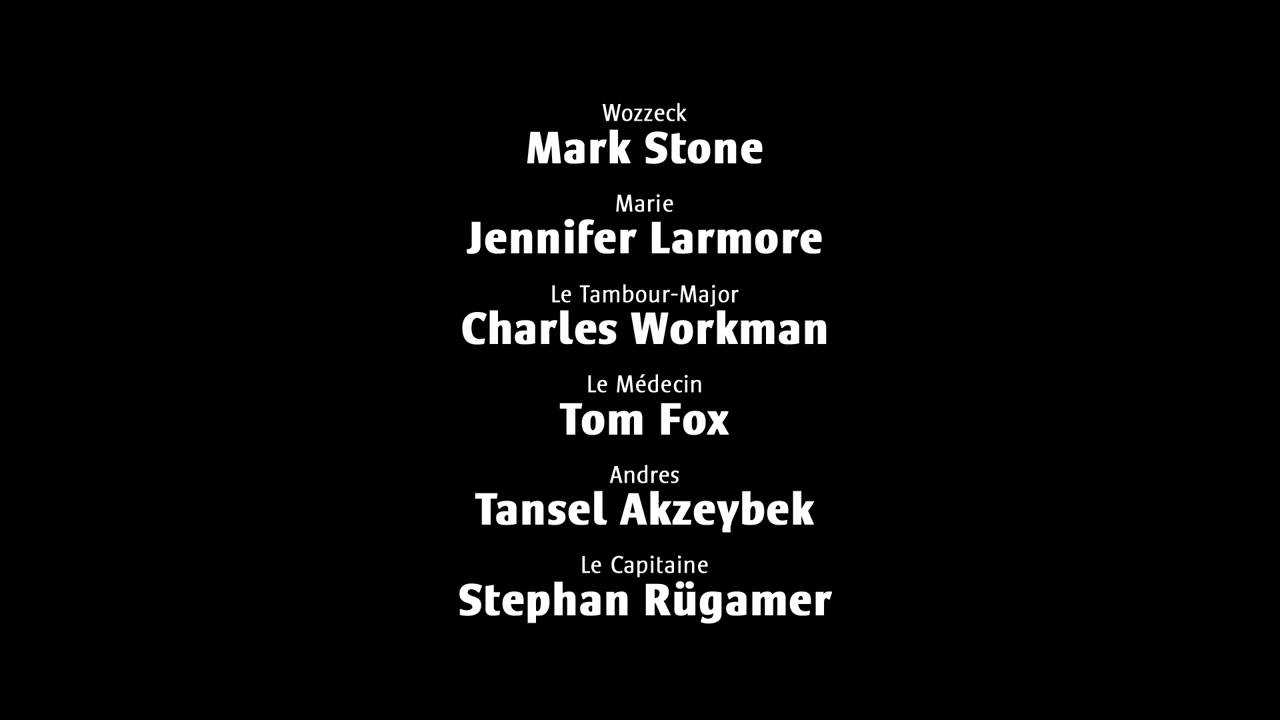 Wozzeck
Mark Stone
Marie
Jennifer Larmore
Le Tambour-Major
Charles Workman
Le Médecin
Tom Fox
Andres
Tansel Akzeybek
Le Capitaine
Stephan Rügamer